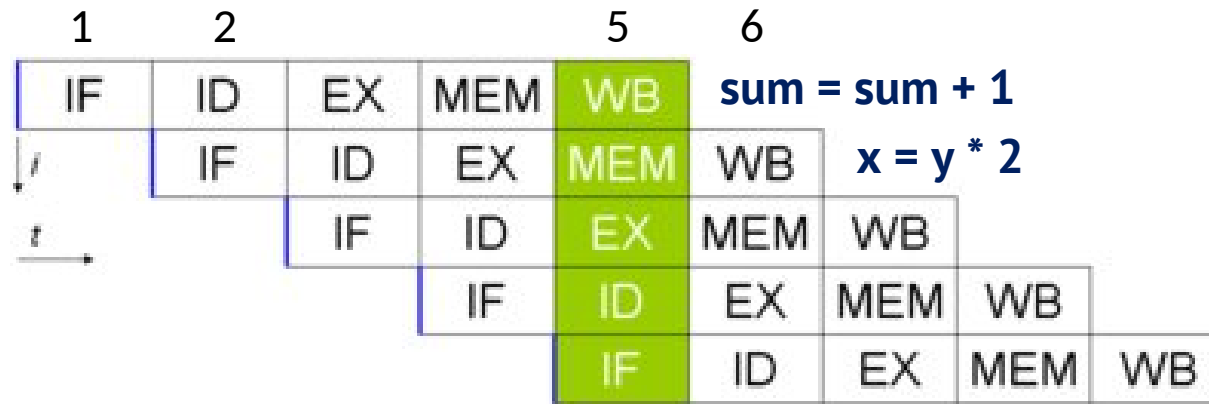 1 2 5 6
IF ID EX MEM WB sum = sum + 1
i IF ID EX MEM WB x = y * 2
t IF ID EX MEM WB
IF ID EX MEM WB
IF ID EX MEM WB